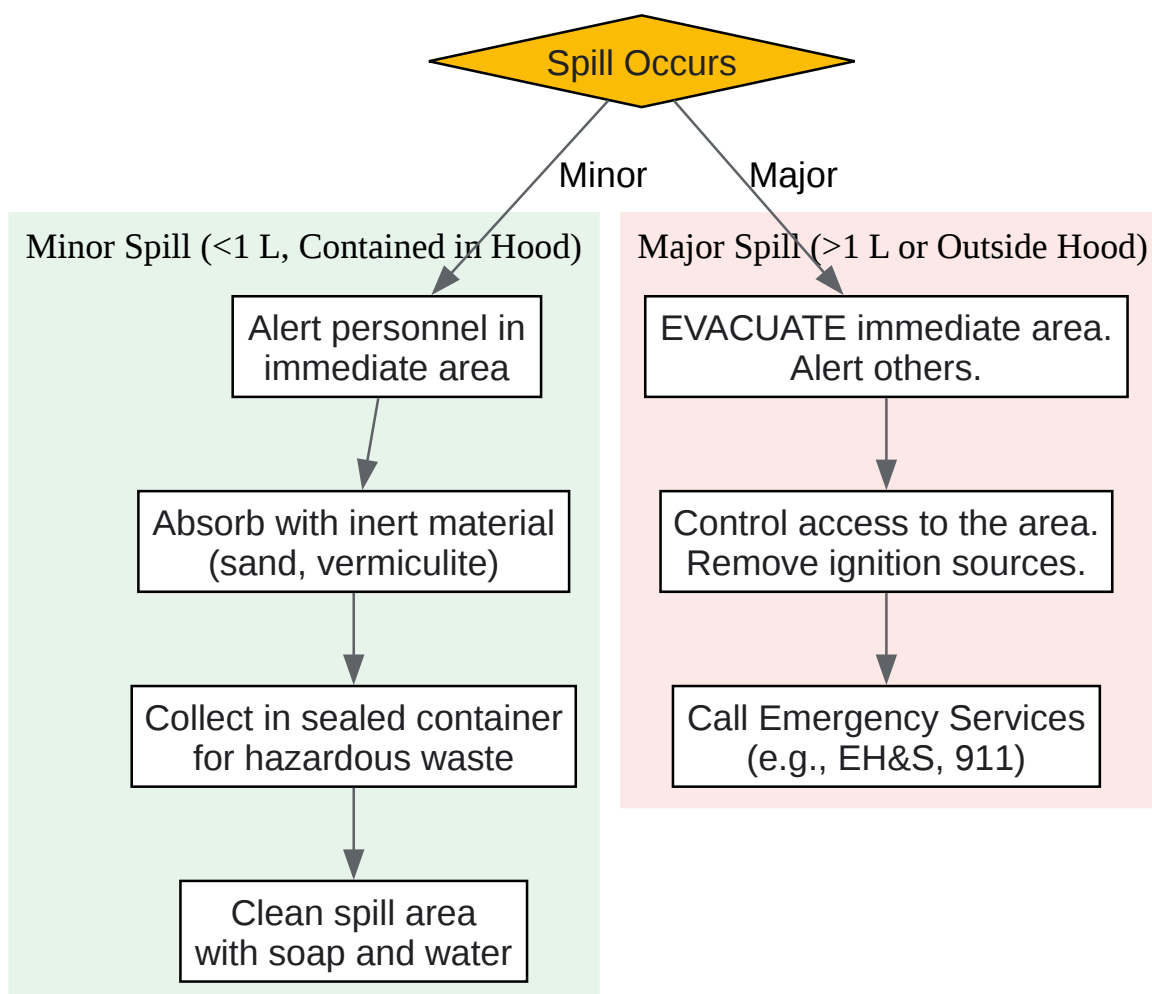 Spill Occurs
Minor
Major
Minor Spill (<1 L, Contained in Hood)
Alert personnel in
immediate area
Absorb with inert material
(sand, vermiculite)
Collect in sealed container
for hazardous waste
Clean spill area
with soap and water
Major Spill (>1 L or Outside Hood)
EVACUATE immediate area.
Alert others.
Control access to the area.
Remove ignition sources.
Call Emergency Services
(e.g., EH&S, 911)